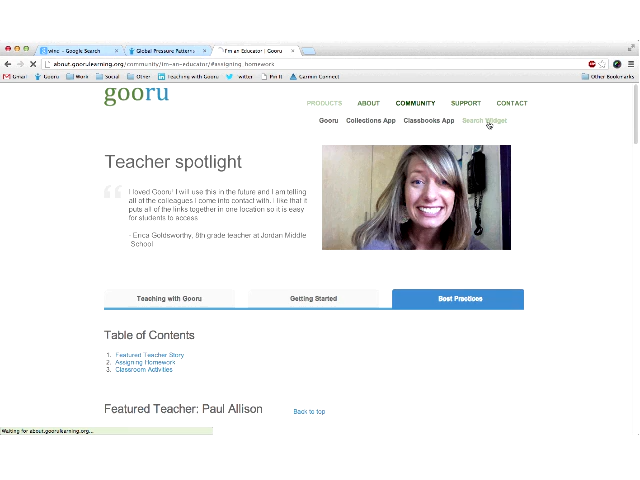 wind - Google Search
Global Pressure Patterns
I'm an Educator | Gooru
about.goorulearning.org/community/im-an-educator/#assigning_homework
Gmail Gooru Work Social Other Teaching with Gooru twitter Pin It Garmin Connect Other Bookmarks
gooru
PRODUCTS ABOUT COMMUNITY SUPPORT CONTACT
Gooru Collections App Classbooks App Search Widget
Teacher spotlight
I loved Gooru! I will use this in the future and I am telling
all of the colleagues I come into contact with. I like that it
puts all of the links together in one location so it is easy
for students to access
- Erica Goldsworthy, 8th grade teacher at Jordan Middle
School
Teaching with Gooru Getting Started Best Practices
Table of Contents
1. Featured Teacher Story
2. Assigning Homework
3. Classroom Activities
Featured Teacher: Paul Allison Back to top
Waiting for about.goorulearning.org...